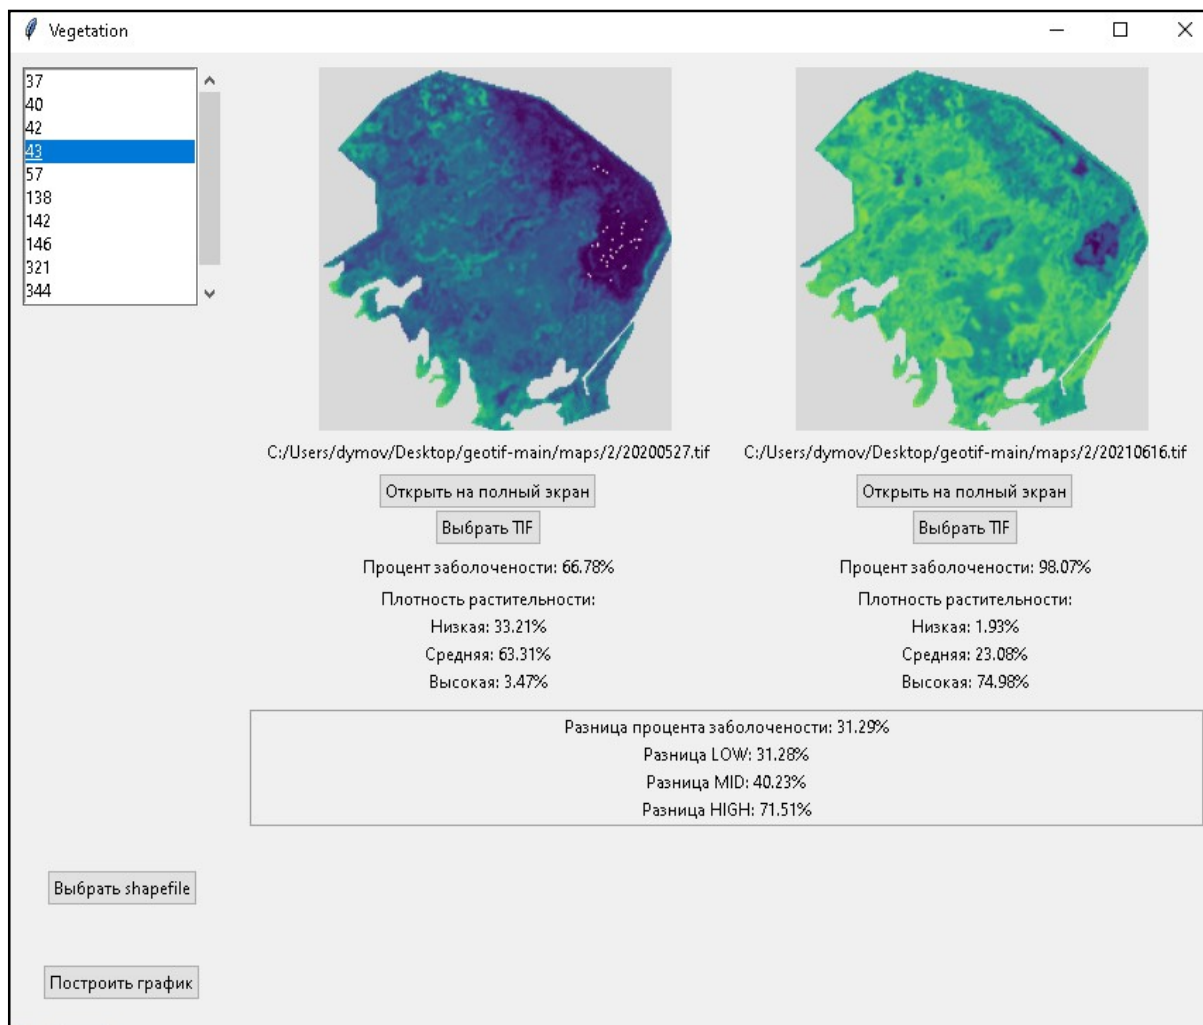 Vegetation
37
40
42
43
57
138
142
146
321
344
C:/Users/dymov/Desktop/geotif-main/maps/2/20200527.tif
C:/Users/dymov/Desktop/geotif-main/maps/2/20210616.tif
Открыть на полный экран
Открыть на полный экран
Выбрать TIF
Выбрать TIF
Процент заболочености: 66.78%
Процент заболочености: 98.07%
Плотность растительности:
Плотность растительности:
Низкая: 33.21%
Низкая: 1.93%
Средняя: 63.31%
Средняя: 23.08%
Высокая: 3.47%
Высокая: 74.98%
Разница процента заболочености: 31.29%
Разница LOW: 31.28%
Разница MID: 40.23%
Разница HIGH: 71.51%
Выбрать shapefile
Построить график